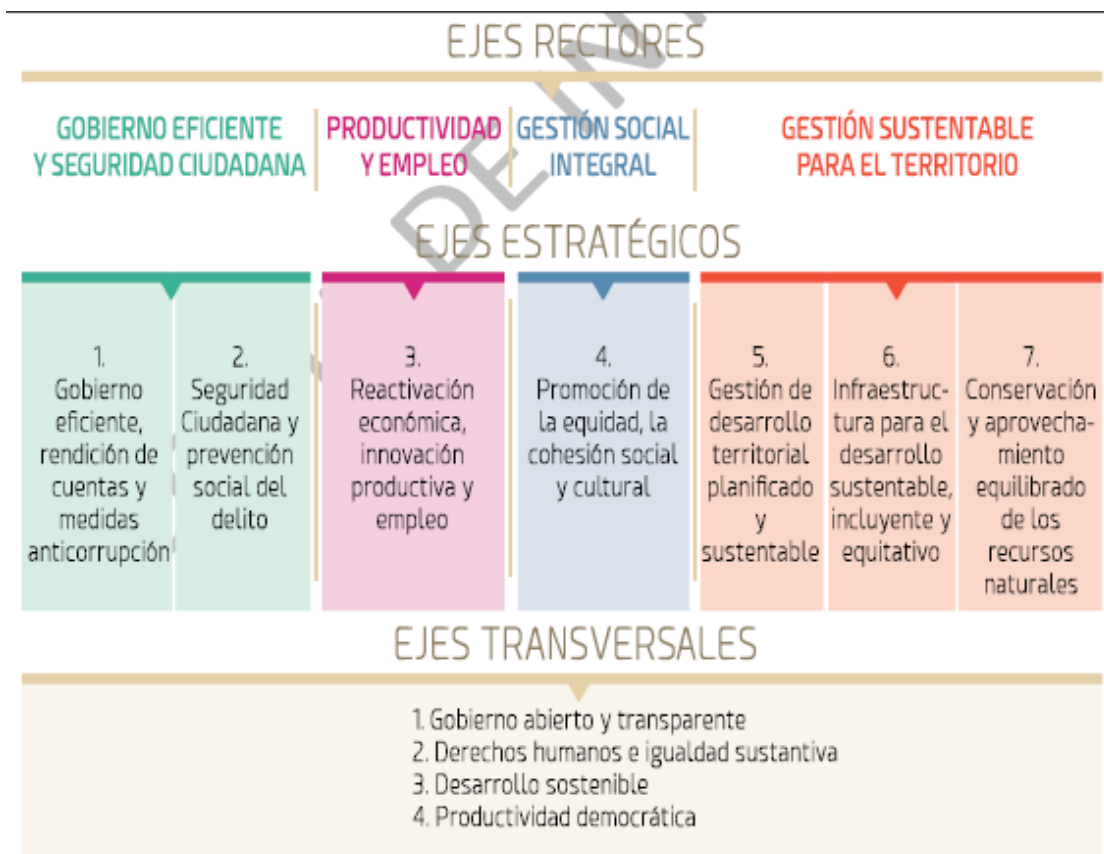 EJES RECTORES
GOBIERNO EFICIENTE
Y SEGURIDAD CIUDADANA
PRODUCTIVIDAD
Y EMPLEO
GESTIÓN SOCIAL
INTEGRAL
GESTIÓN SUSTENTABLE
PARA EL TERRITORIO
EJES ESTRATÉGICOS
1.
Gobierno
eficiente,
rendición de
cuentas y
medidas
anticorrupción
2.
Seguridad
Ciudadana y
prevención
social del
delito
3.
Reactivación
económica,
innovación
productiva y
empleo
4.
Promoción de
la equidad, la
cohesión social
y cultural
5.
Gestión de
desarrollo
territorial
planificado
y
sustentable
6.
Infraestruc-
tura para el
desarrollo
sustentable,
incluyente y
equitativo
7.
Conservación
y aprovecha-
miento
equilibrado
de los
recursos
naturales
EJES TRANSVERSALES
1. Gobierno abierto y transparente
2. Derechos humanos e igualdad sustantiva
3. Desarrollo sostenible
4. Productividad democrática
DE